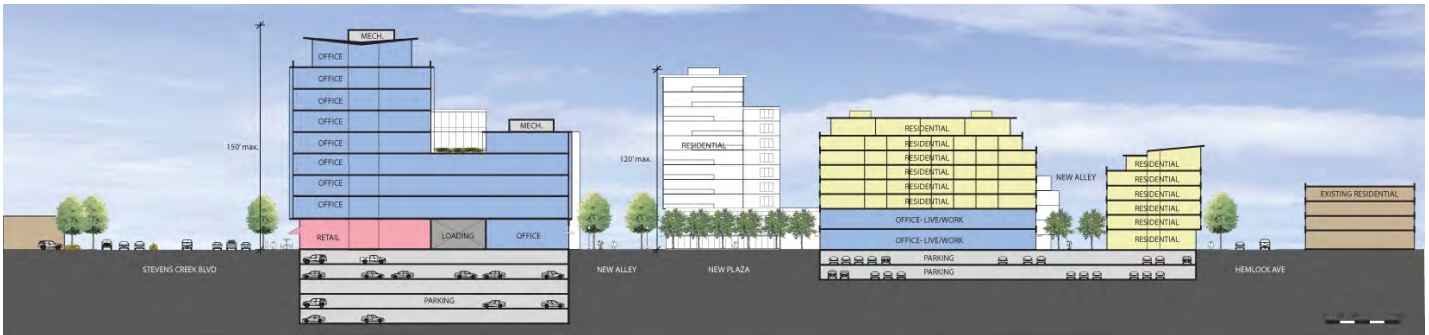 MECH.
OFFICE
OFFICE
OFFICE
OFFICE
OFFICE
OFFICE
OFFICE
OFFICE
MECH.
150' max.
RETAIL
LOADING
OFFICE
PARKING
STEVENS CREEK BLVD
NEW ALLEY
120' max.
RESIDENTIAL
NEW PLAZA
RESIDENTIAL
RESIDENTIAL
RESIDENTIAL
RESIDENTIAL
RESIDENTIAL
RESIDENTIAL
OFFICE- LIVE/WORK
OFFICE- LIVE/WORK
PARKING
PARKING
NEW ALLEY
RESIDENTIAL
RESIDENTIAL
RESIDENTIAL
RESIDENTIAL
RESIDENTIAL
RESIDENTIAL
HEMLOCK AVE
EXISTING RESIDENTIAL